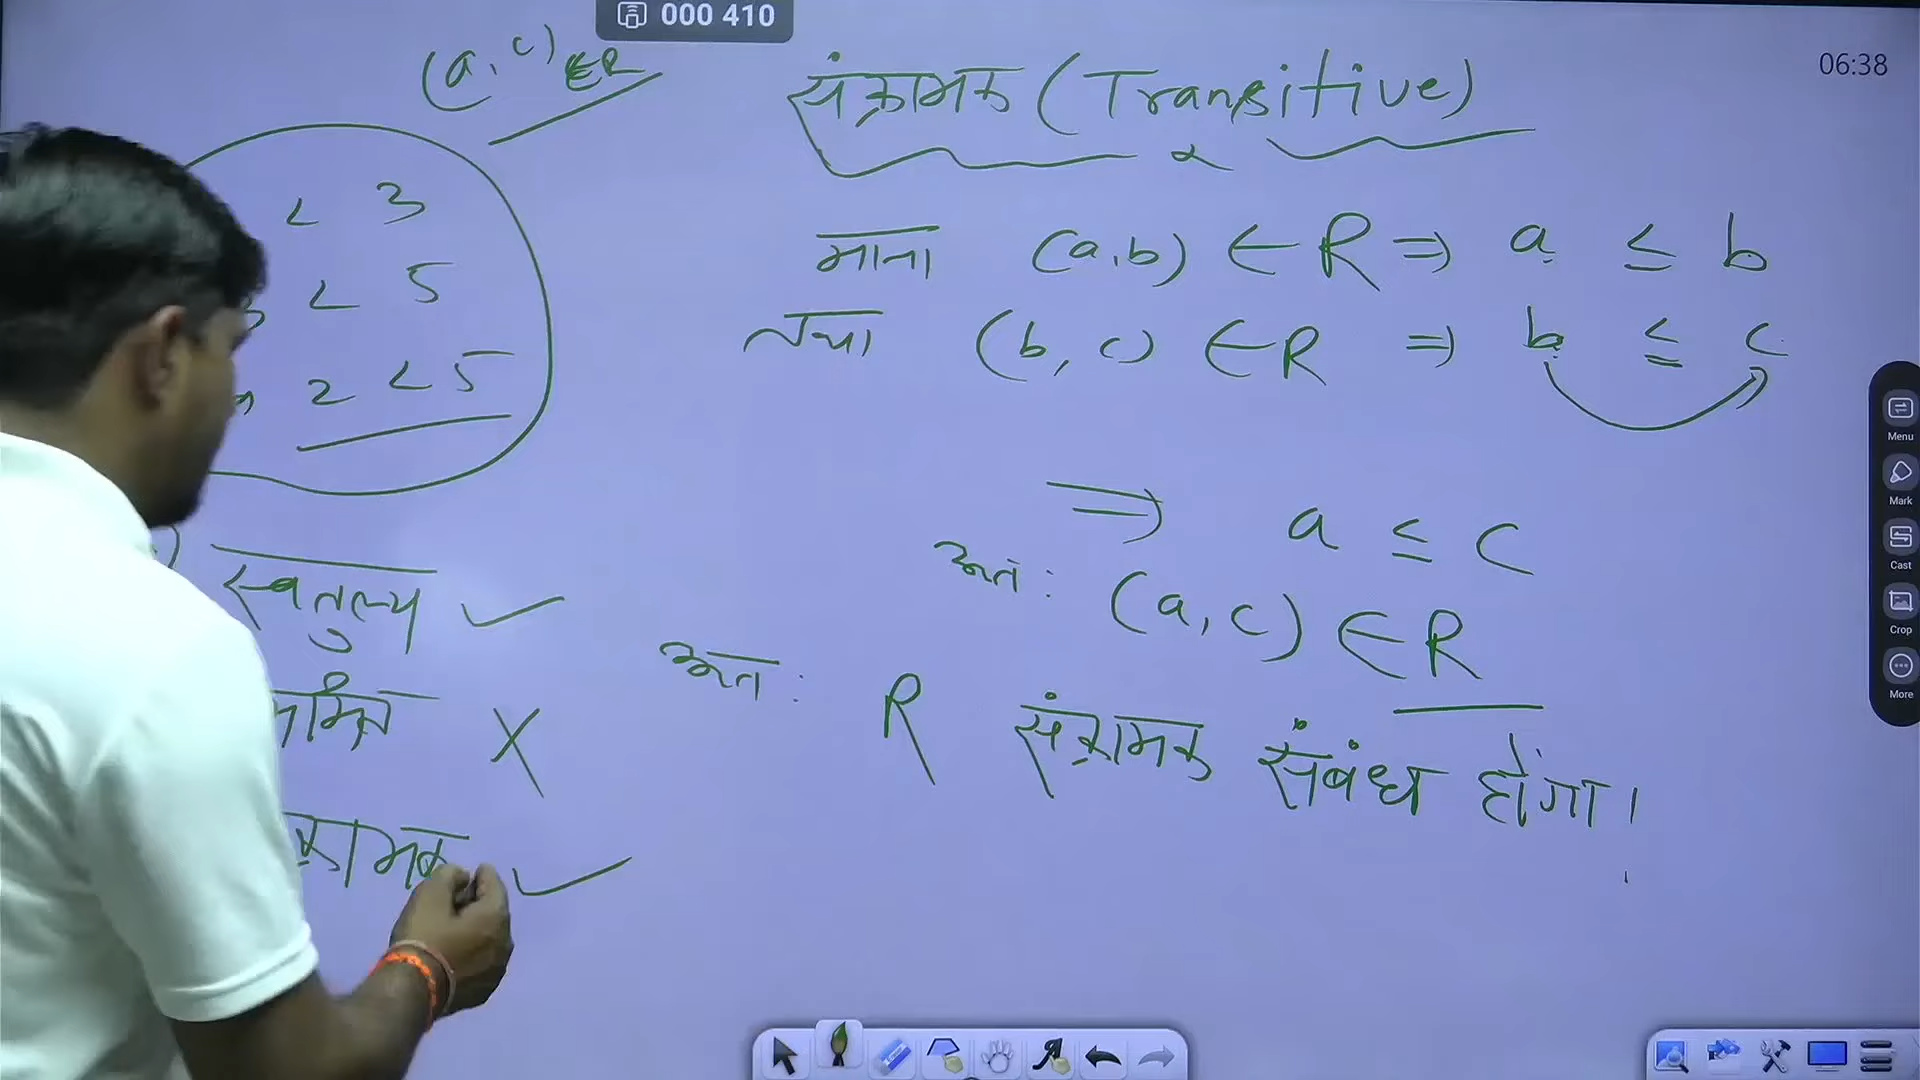 000 410
06:38
(a, c) ∈ R
< 3
< 5
2 < 5
स्वतुल्य ✓
मित X
क्रामक ✓
संक्रामक (Transitive)
माना (a,b) ∈ R ⇒ a ≤ b
तथा (b, c) ∈ R ⇒ b ≤ c
⇒ a ≤ c
अतः (a, c) ∈ R
अतः R संक्रामक संबंध होगा।
Menu
Mark
Cast
Crop
More